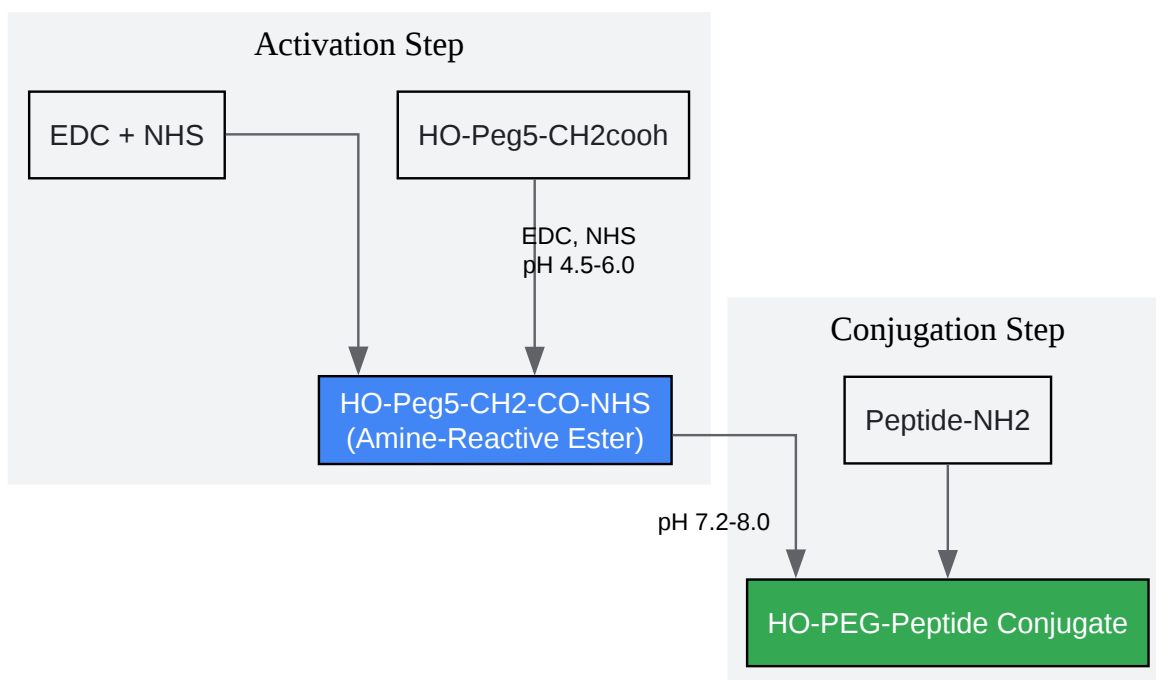 Activation Step
EDC + NHS
HO-Peg5-CH2cooh
EDC, NHS
pH 4.5-6.0
HO-Peg5-CH2-CO-NHS
(Amine-Reactive Ester)
Conjugation Step
Peptide-NH2
pH 7.2-8.0
HO-PEG-Peptide Conjugate